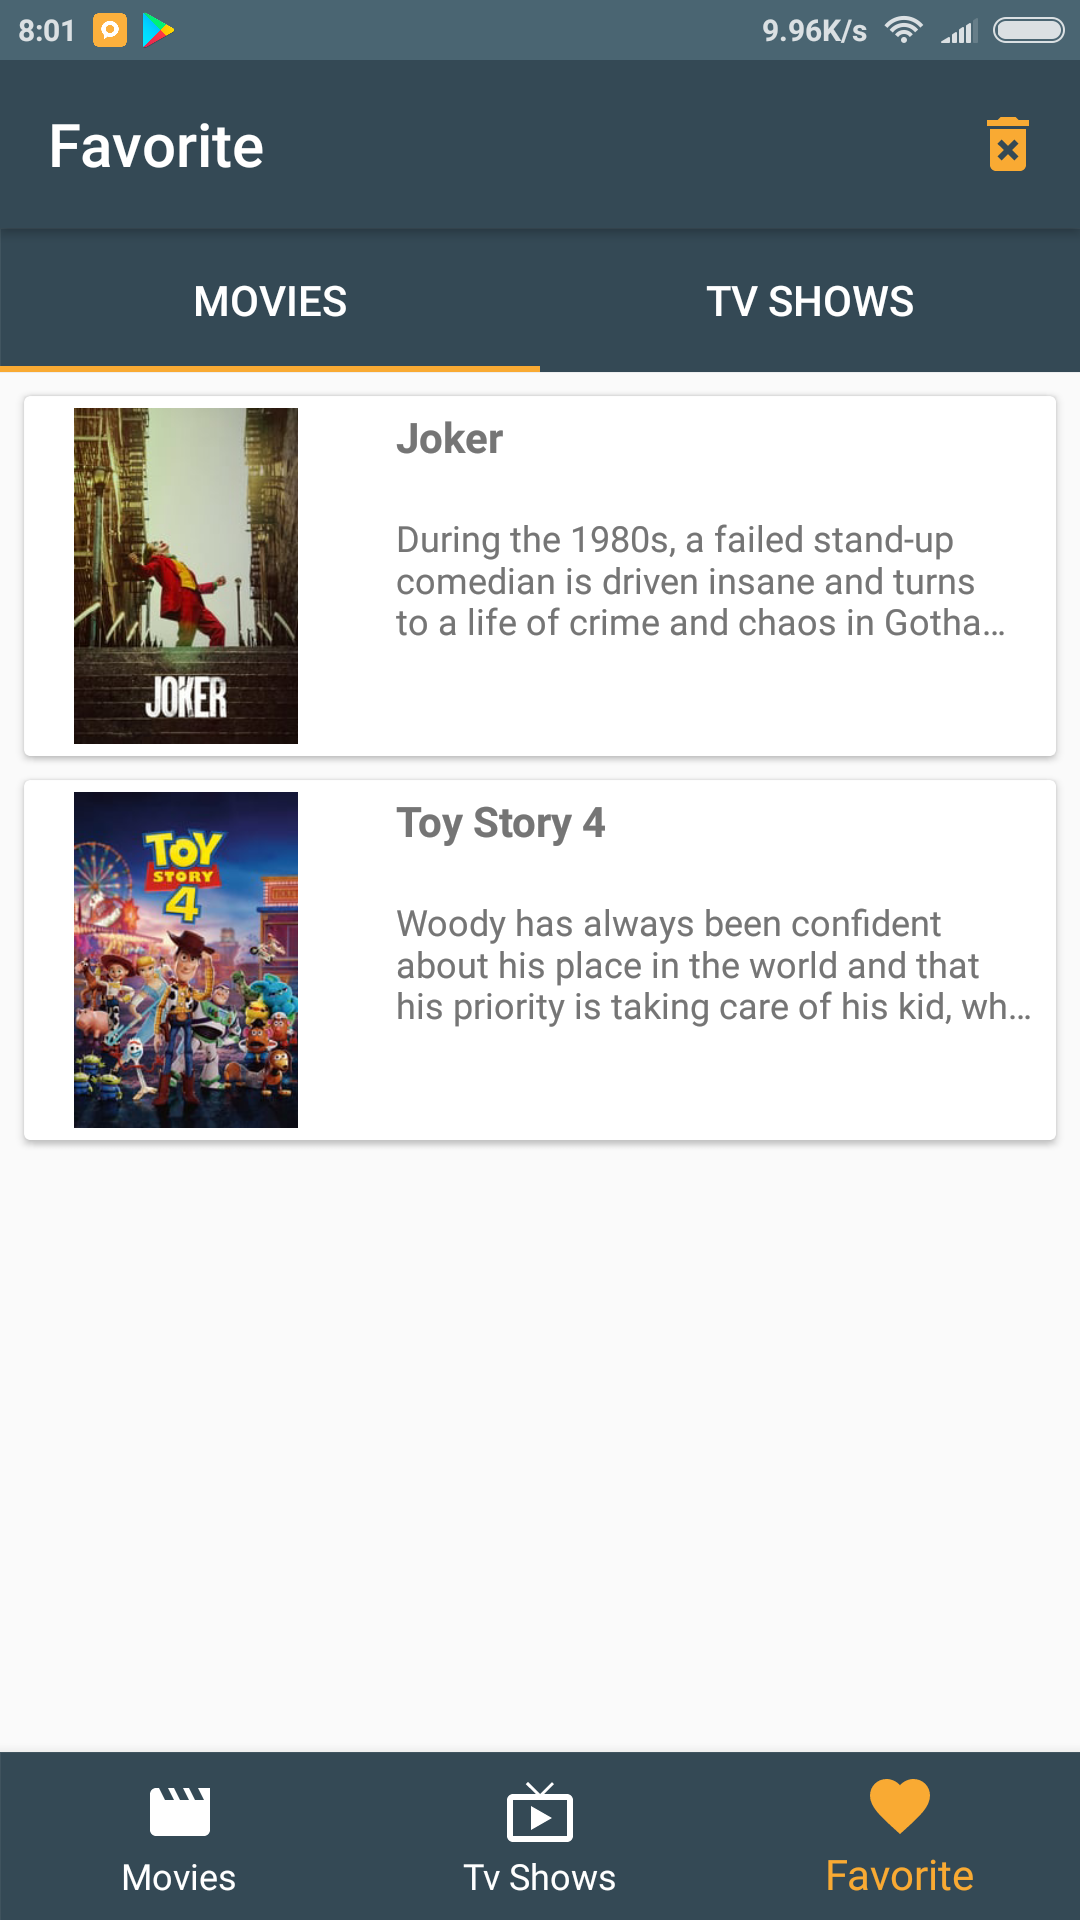 8:01
9.96K/s
Favorite
MOVIES
TV SHOWS
Joker
During the 1980s, a failed stand-up
comedian is driven insane and turns
to a life of crime and chaos in Gotha…
JOKER
Toy Story 4
TOY
STORY
4
Woody has always been confident
about his place in the world and that
his priority is taking care of his kid, wh…
Movies
Tv Shows
Favorite